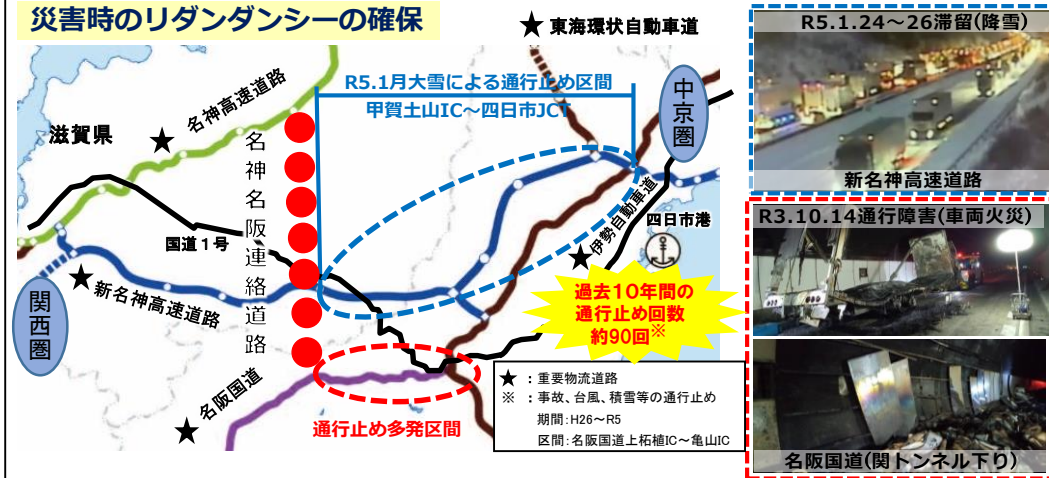 災害時のリダンダンシーの確保
★ 東海環状自動車道
R5.1月大雪による通行止め区間
甲賀土山IC～四日市JCT
中京圏
滋賀県
名神高速道路
名神名阪連絡道路
国道1号
伊勢自動車道
四日市港
新名神高速道路
関西圏
過去10年間の
通行止め回数
約90回※
名阪国道
通行止め多発区間
★ ：重要物流道路
※ ：事故、台風、積雪等の通行止め
期間：H26～R5
区間：名阪国道上柘植IC～亀山IC
R5.1.24～26滞留(降雪)
新名神高速道路
R3.10.14通行障害(車両火災)
名阪国道(関トンネル下り)